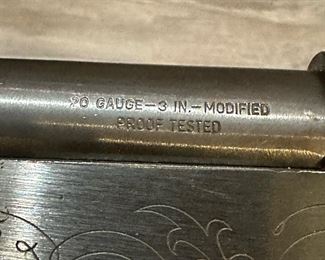 20 GAUGE—3 IN.—MODIFIED
PROOF TESTED